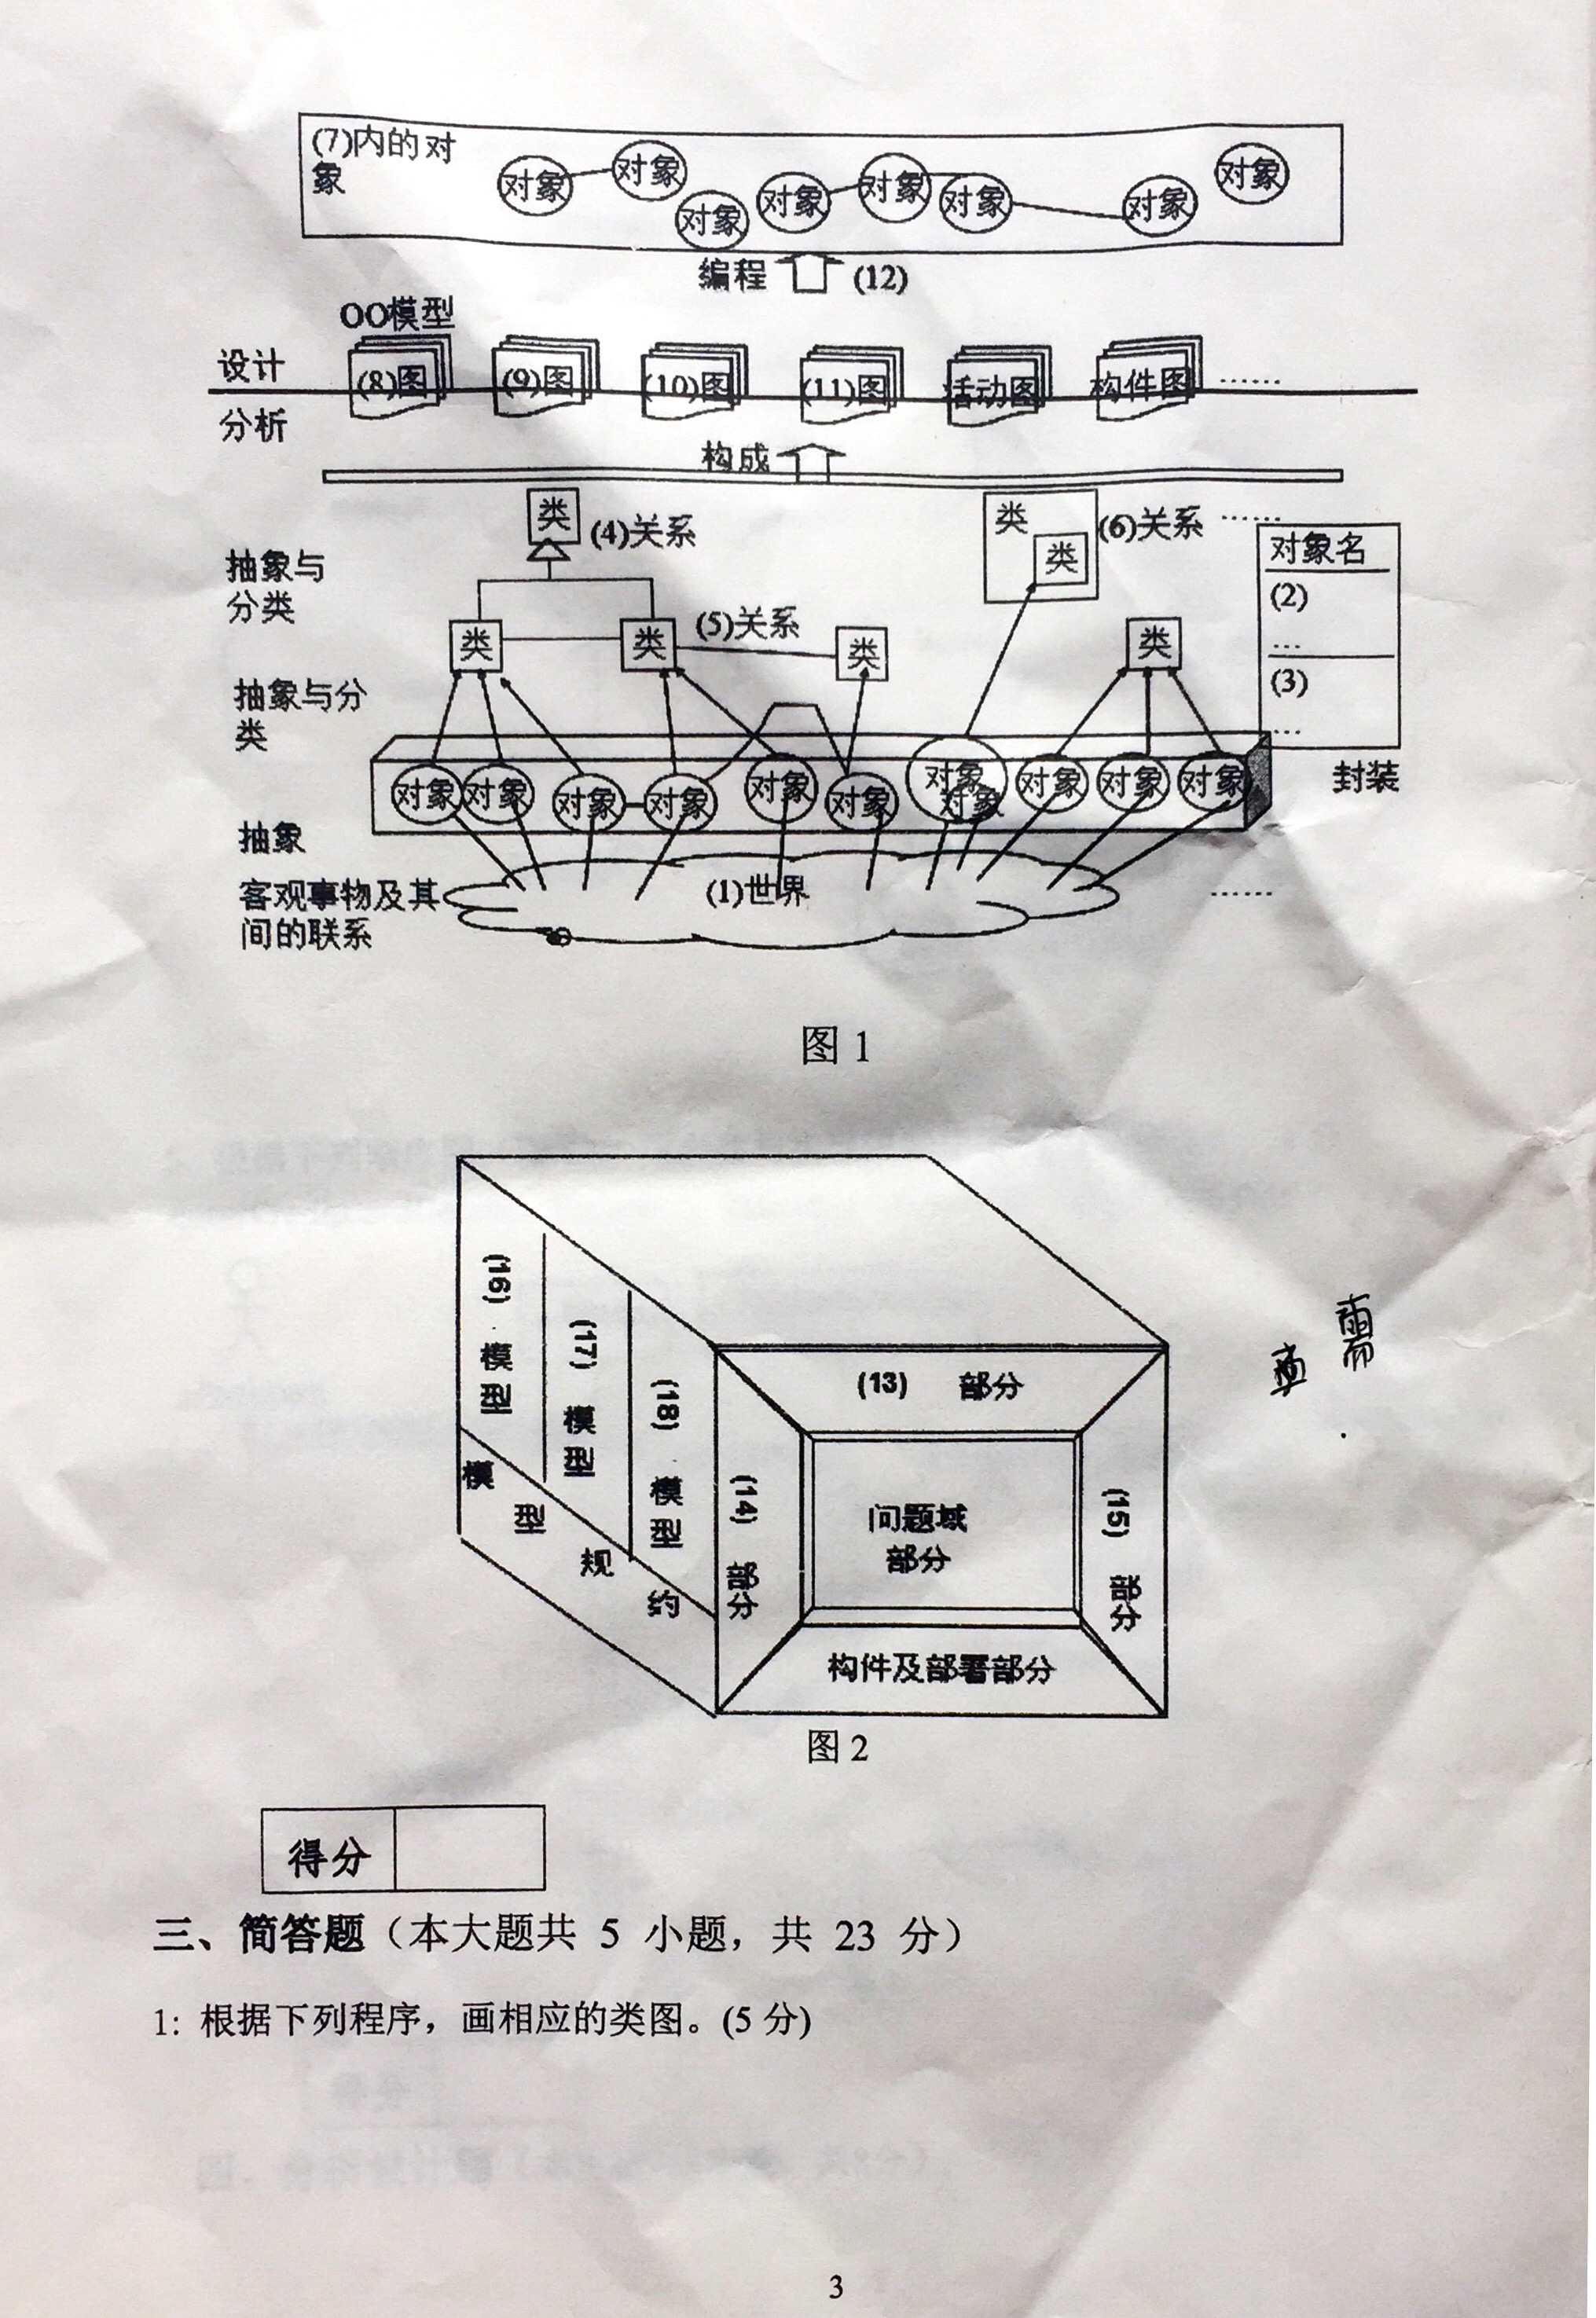 (7)内的对
象
对象
对象
对象
对象
对象
对象
对象
对象
编程
(12)
OO模型
设计
(8)图
(9)图
(10)图
(11)图
活动图
构件图
……
分析
构成
类
(4)关系
类
类
(6)关系
……
对象名
(2)
…
(3)
…
封装
抽象与
分类
类
类
(5)关系
类
类
抽象与分
类
对象
对象
对象
对象
对象
对象
对象
对象
对象
对象
对象
抽象
客观事物及其
间的联系
(1)世界
……
图 1
(16) 模型
(17) 模型
(18) 模型
模型规约
(13) 部分
(14) 部分
问题域
部分
(15) 部分
构件及部署部分
需
图 2
得分
三、简答题（本大题共 5 小题，共 23 分）
1: 根据下列程序，画相应的类图。(5 分)
3